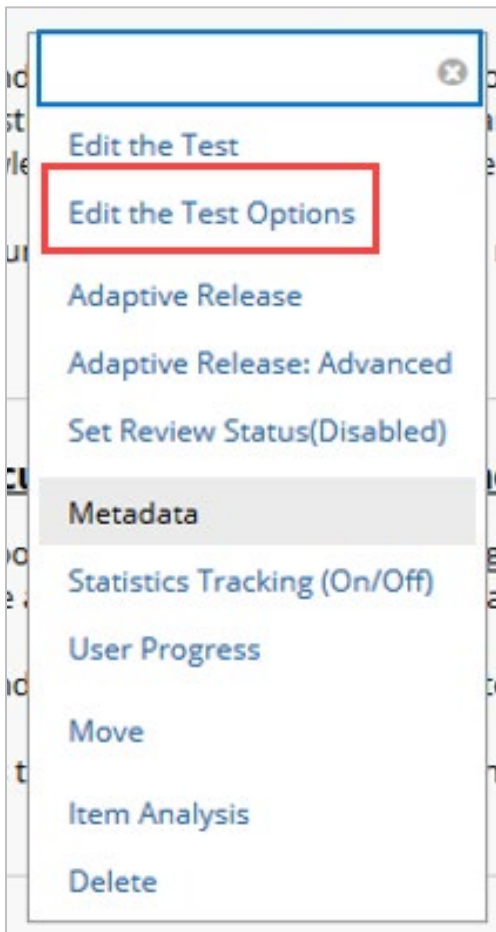 Edit the Test
Edit the Test Options
Adaptive Release
Adaptive Release: Advanced
Set Review Status(Disabled)
Metadata
Statistics Tracking (On/Off)
User Progress
Move
Item Analysis
Delete